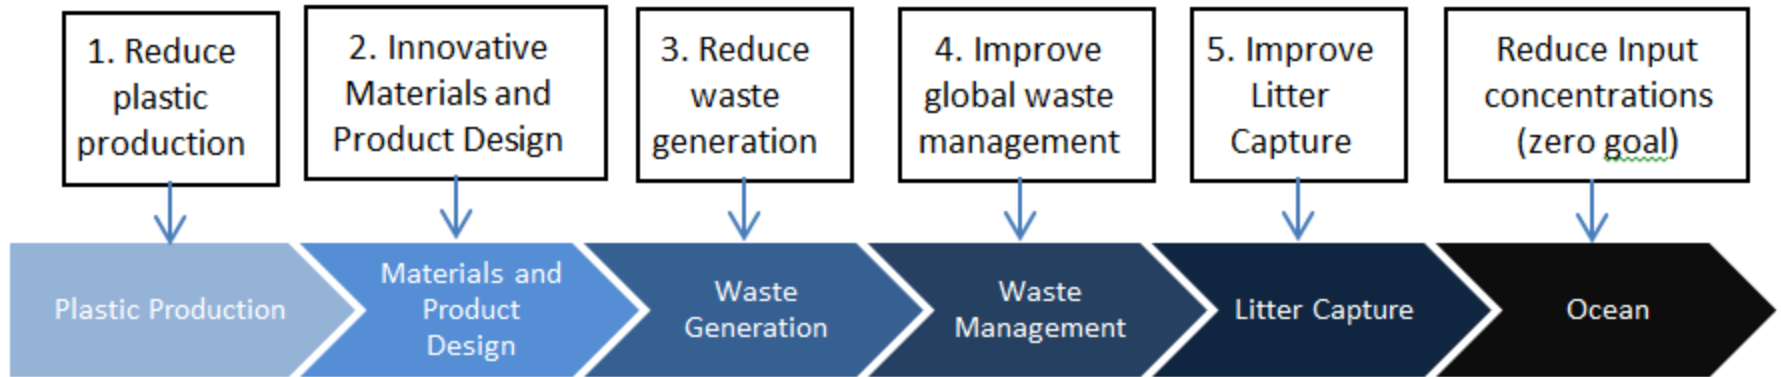 1. Reduce
plastic
production
2. Innovative
Materials and
Product Design
3. Reduce
waste
generation
4. Improve
global waste
management
5. Improve
Litter
Capture
Reduce Input
concentrations
(zero goal)
Plastic Production
Materials and
Product
Design
Waste
Generation
Waste
Management
Litter Capture
Ocean